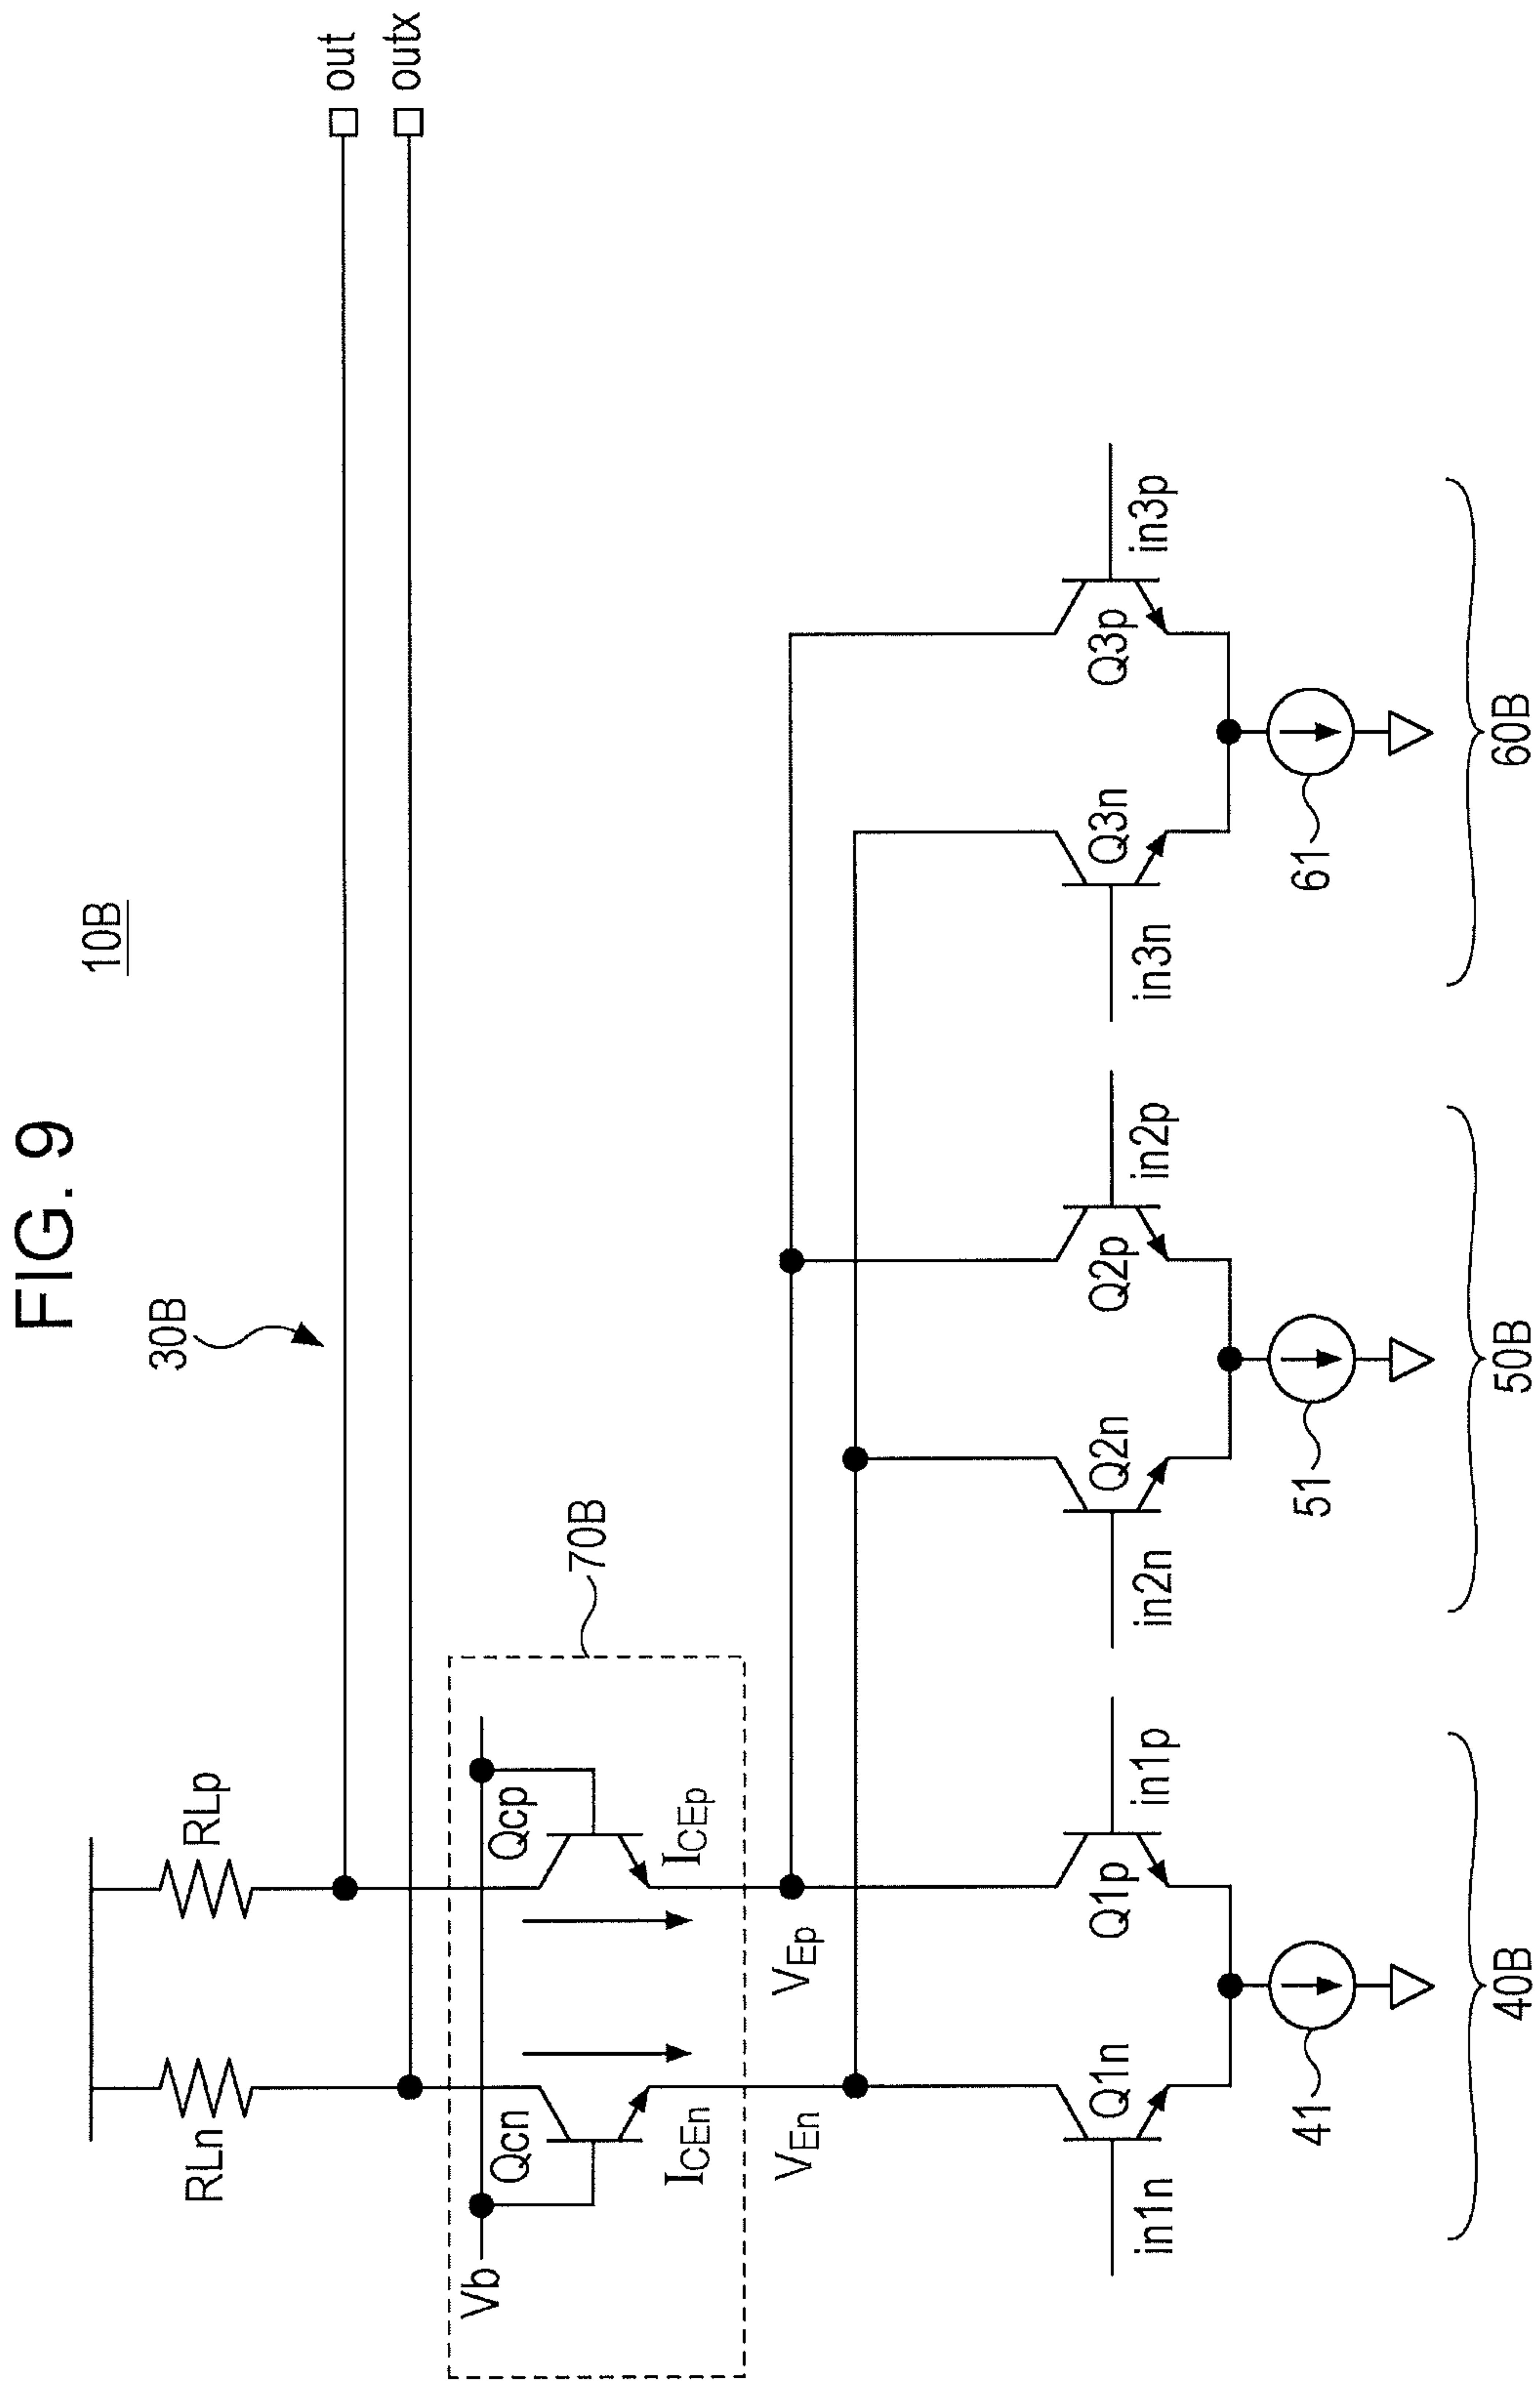 FIG. 9
10B
30B
out
outx
RLn
RLp
70B
Vb
Qcn
Qcp
ICEn
ICEp
VEn
VEp
in1n
Q1n
Q1p
in1p
in2n
Q2n
Q2p
in2p
in3n
Q3n
Q3p
in3p
41
51
61
40B
50B
60B